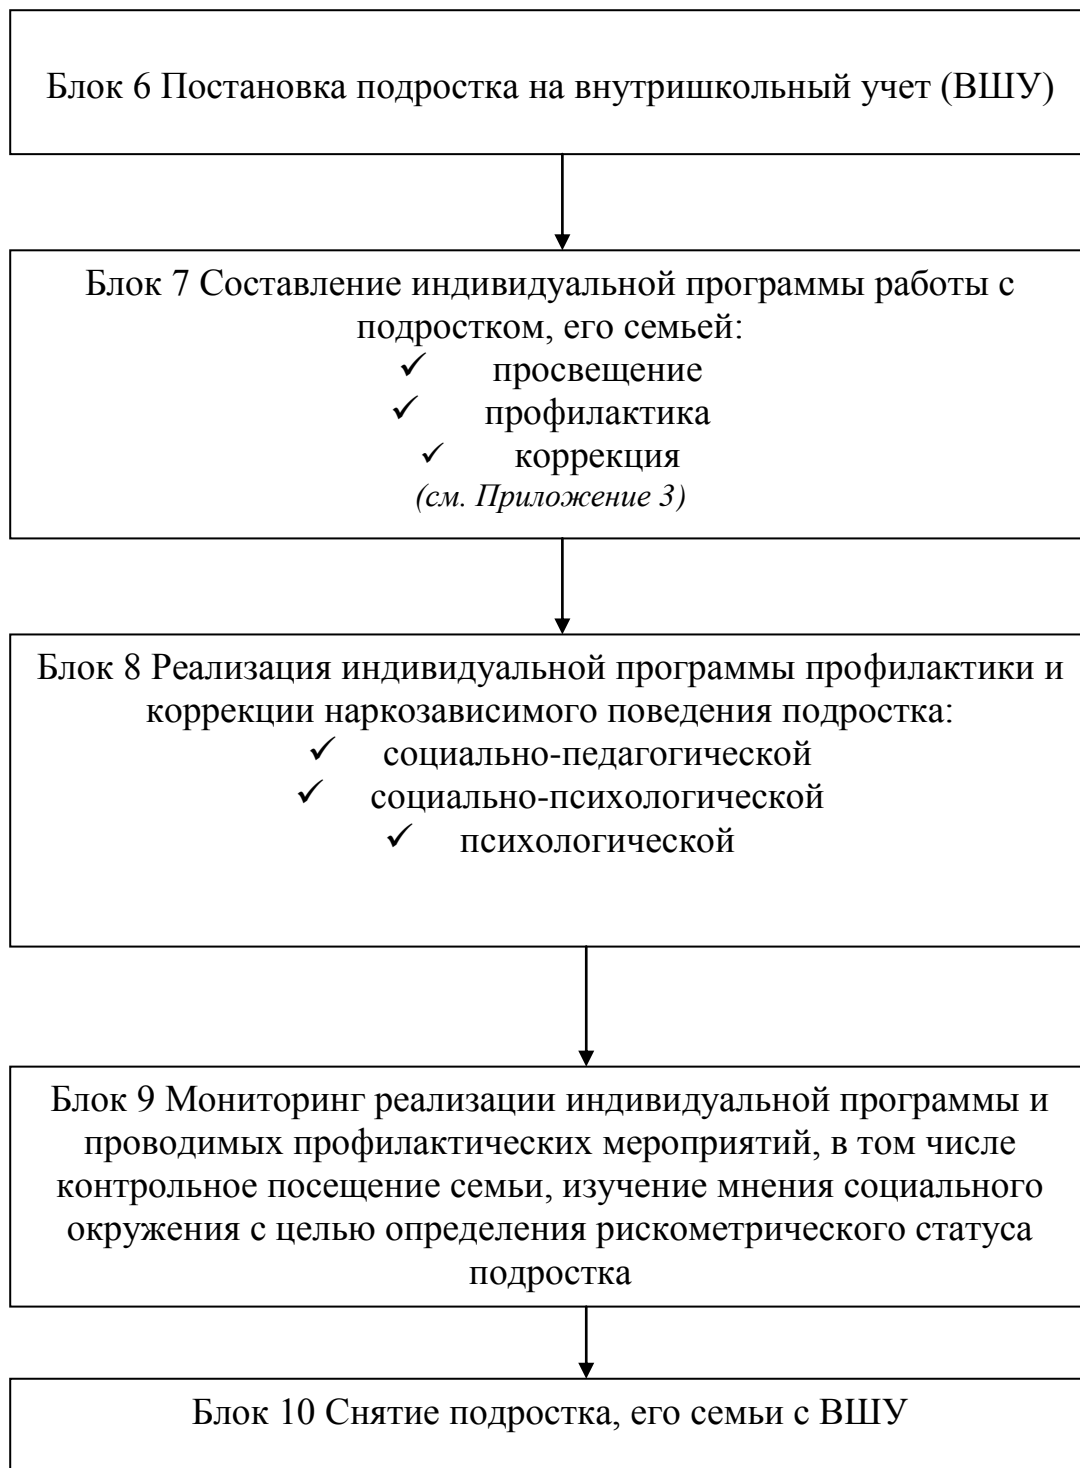 Блок 6 Постановка подростка на внутришкольный учет (ВШУ)
Блок 7 Составление индивидуальной программы работы с
подростком, его семьей:
✓ просвещение
✓ профилактика
✓ коррекция
(см. Приложение 3)
Блок 8 Реализация индивидуальной программы профилактики и
коррекции наркозависимого поведения подростка:
✓ социально-педагогической
✓ социально-психологической
✓ психологической
Блок 9 Мониторинг реализации индивидуальной программы и
проводимых профилактических мероприятий, в том числе
контрольное посещение семьи, изучение мнения социального
окружения с целью определения рискометрического статуса
подростка
Блок 10 Снятие подростка, его семьи с ВШУ